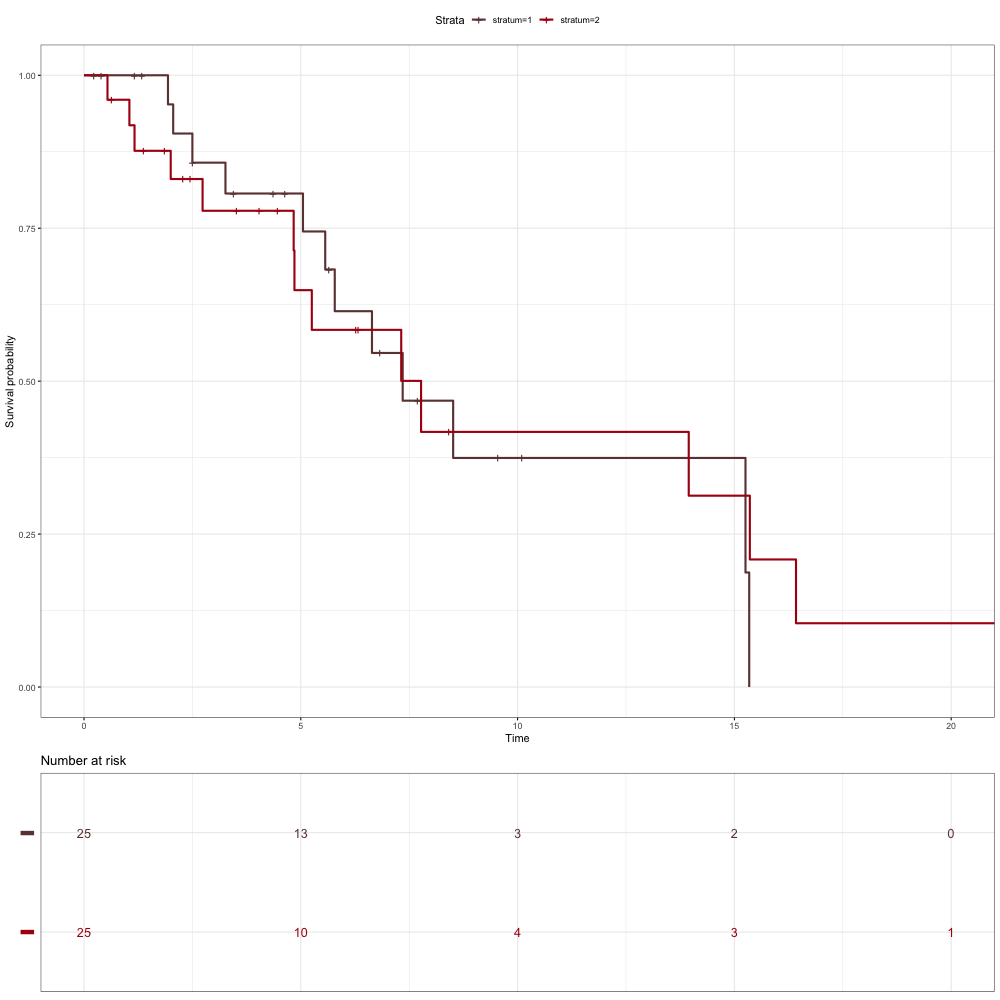 Strata stratum=1 stratum=2
1.00
0.75
0.50
0.25
0.00
Survival probability
0 5 10 15 20
Time
Number at risk
25 13 3 2 0
25 10 4 3 1